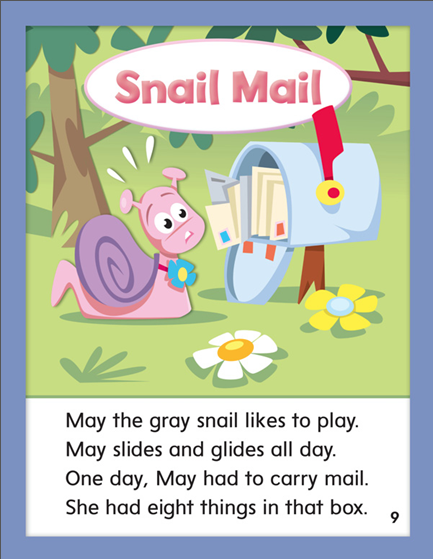 Snail Mail
May the gray snail likes to play.
May slides and glides all day.
One day, May had to carry mail.
She had eight things in that box.
9